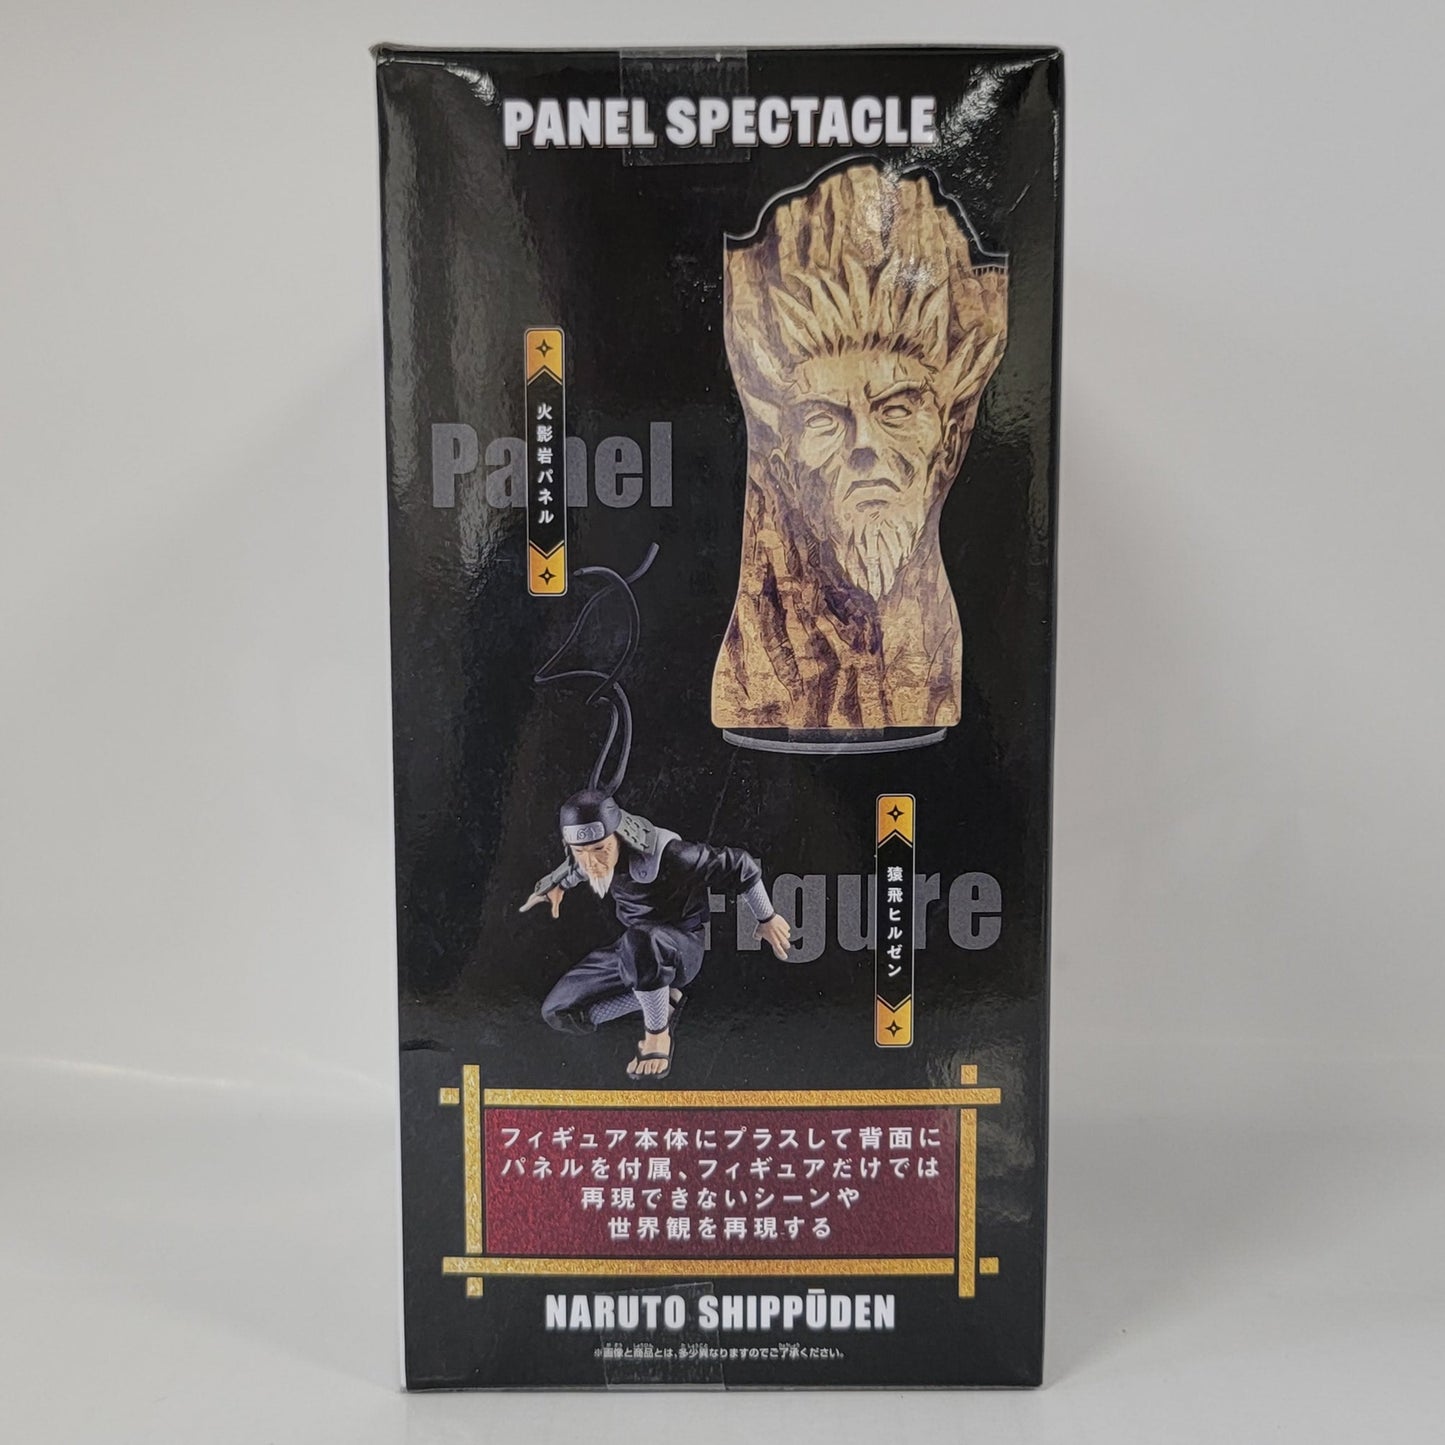 PANEL SPECTACLE
Panel
火影岩パネル
Figure
猿飛ヒルゼン
フィギュア本体にプラスして背面に
パネルを付属、フィギュアだけでは
再現できないシーンや
世界観を再現する
NARUTO SHIPPŪDEN
※画像と商品とは、多少異なりますのでご了承ください。